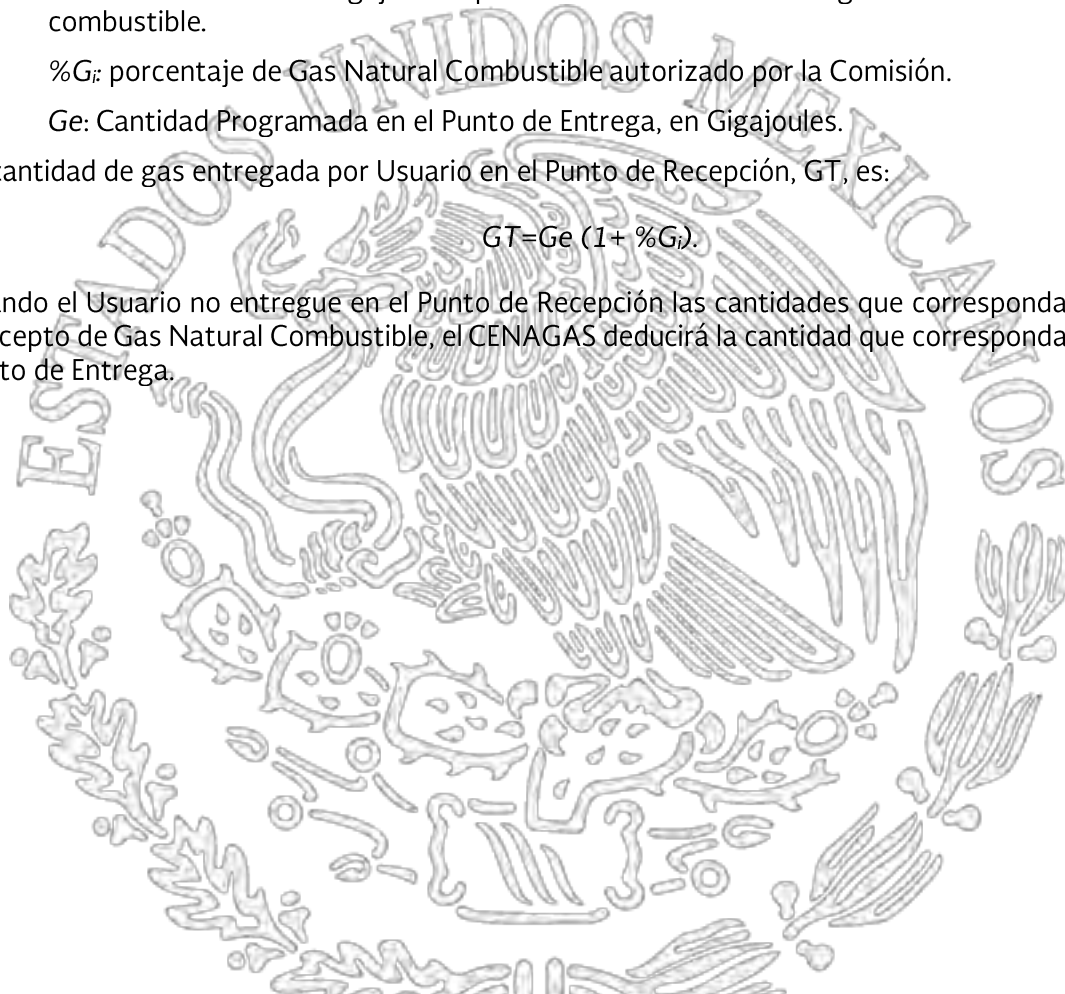 combustible.
%Gᵢ: porcentaje de Gas Natural Combustible autorizado por la Comisión.
Ge: Cantidad Programada en el Punto de Entrega, en Gigajoules.
cantidad de gas entregada por Usuario en el Punto de Recepción, GT, es:
GT=Ge (1+ %Gᵢ).
ndo el Usuario no entregue en el Punto de Recepción las cantidades que corresponda
cepto de Gas Natural Combustible, el CENAGAS deducirá la cantidad que corresponda
to de Entrega.
ESTADOS UNIDOS MEXICANOS